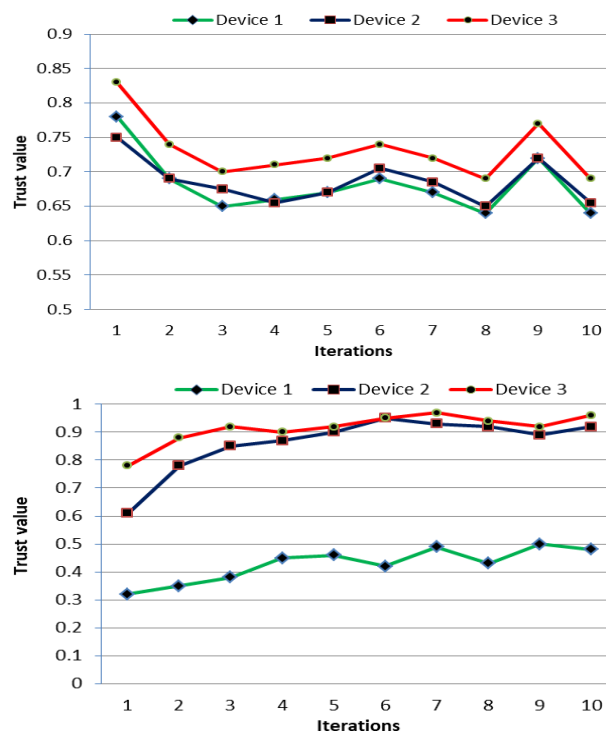 Device 1 Device 2 Device 3
0.9
0.85
0.8
0.75
0.7
0.65
0.6
0.55
0.5
Trust value
1 2 3 4 5 6 7 8 9 10
Iterations
Device 1 Device 2 Device 3
1
0.9
0.8
0.7
0.6
0.5
0.4
0.3
0.2
0.1
0
Trust value
1 2 3 4 5 6 7 8 9 10
Iterations